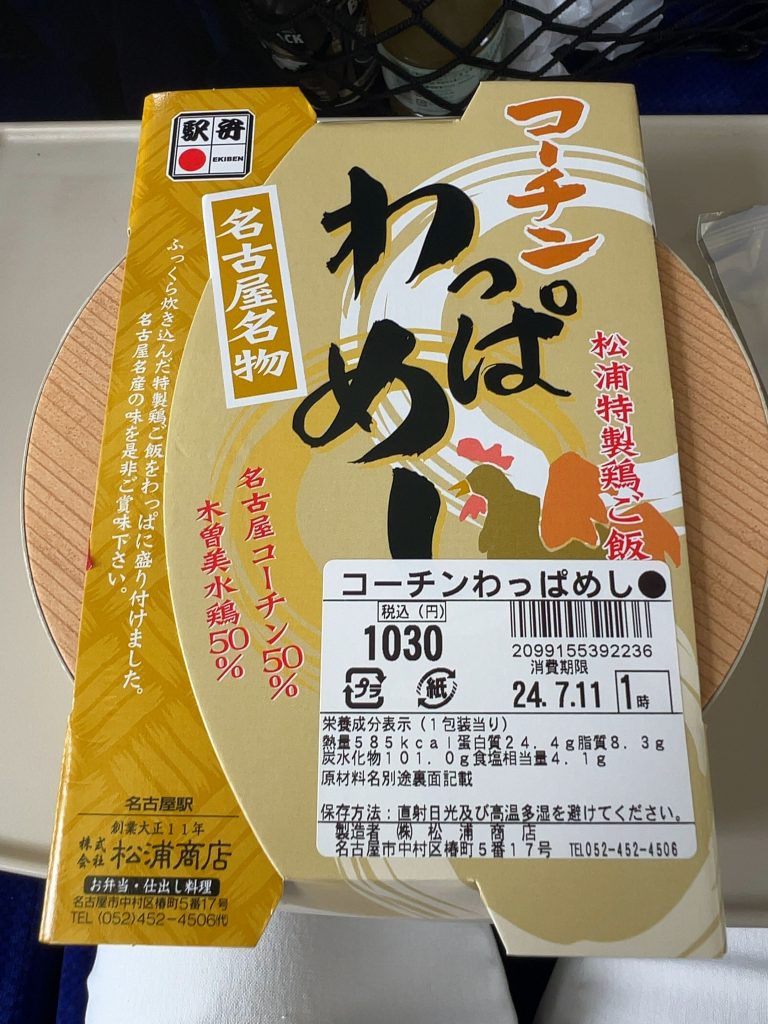 BLACK
駅弁
EKIBEN
コーチン
わっぱめし
松浦特製鶏ご飯
名古屋名物
ふっくら炊き込んだ特製鶏ご飯をわっぱに盛り付けました。
名古屋名産の味を是非ご賞味下さい。
名古屋コーチン50%
木曽美水鶏50%
コーチンわっぱめし●
税込(円)
1030
2099155392236
消費期限
プラ
紙
24.7.11
1時
栄養成分表示(1包装当り)
熱量585kcal蛋白質24.4g脂質8.3g
炭水化物101.0g食塩相当量4.1g
原材料名別途裏面記載
保存方法:直射日光及び高温多湿を避けてください。
製造者 ㈱ 松 浦 商 店
名古屋市中村区椿町5番17号 TEL052-452-4506
名古屋駅
創業大正11年
株式会社 松浦商店
お弁当・仕出し料理
名古屋市中村区椿町5番17号
TEL (052)452-4506代